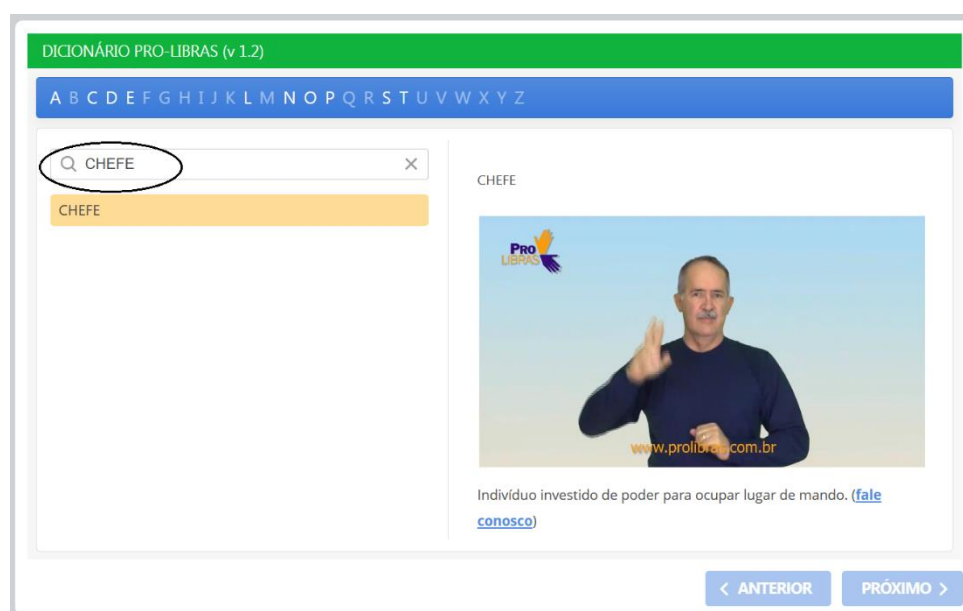 DICIONÁRIO PRO-LIBRAS (v 1.2)
A B C D E F G H I J K L M N O P Q R S T U V W X Y Z
CHEFE
CHEFE
CHEFE
PRO
LIBRAS
www.prolibras.com.br
Indivíduo investido de poder para ocupar lugar de mando. (fale
conosco)
< ANTERIOR
PRÓXIMO >